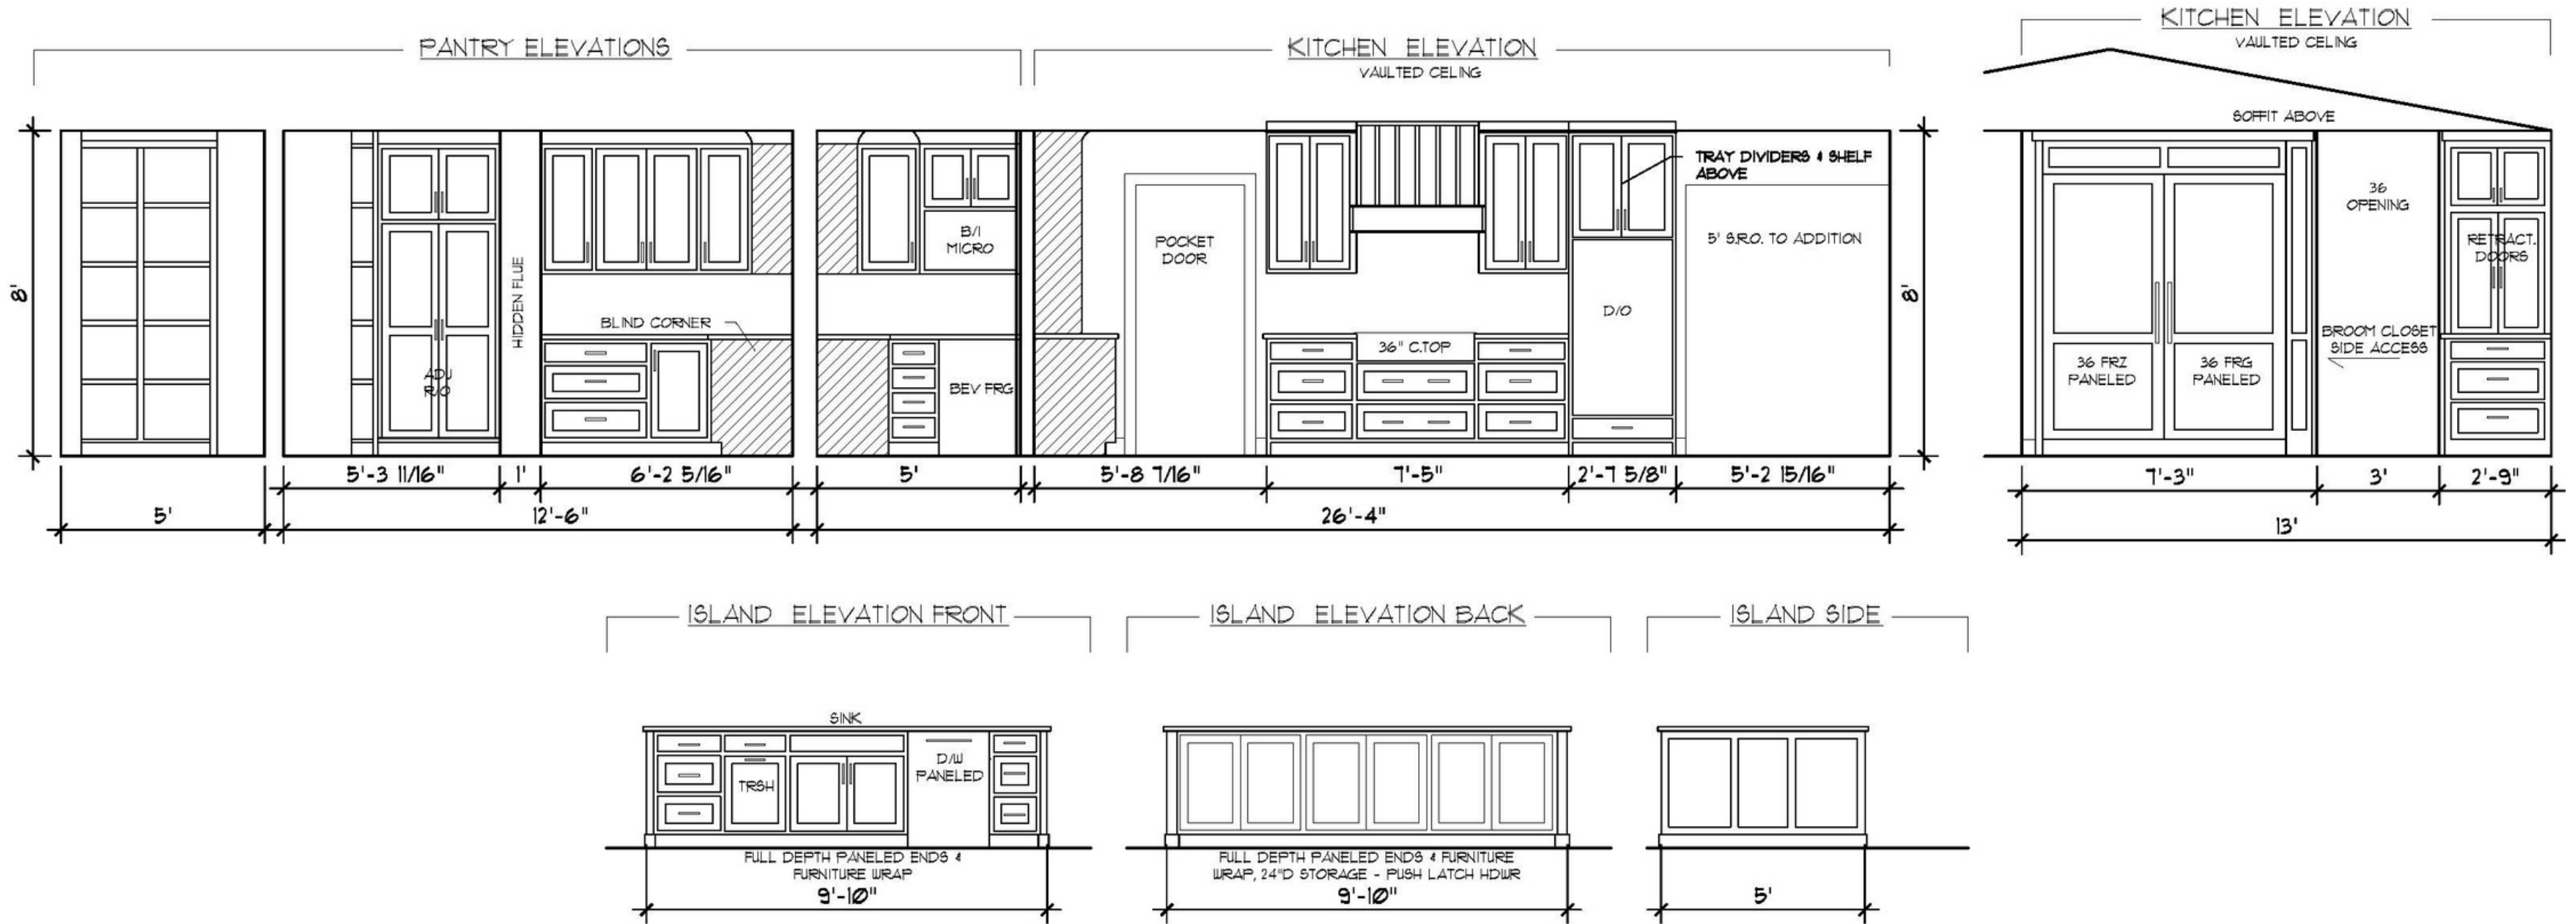 PANTRY ELEVATIONS
KITCHEN ELEVATION
VAULTED CELING
KITCHEN ELEVATION
VAULTED CELING
SOFFIT ABOVE
8'
ADJ
R/O
HIDDEN FLUE
BLIND CORNER
B/I
MICRO
BEV FRG
POCKET
DOOR
36" C.TOP
TRAY DIVIDERS & SHELF
ABOVE
D/O
5' S.R.O. TO ADDITION
8'
36 FRZ
PANELED
36 FRG
PANELED
36
OPENING
BROOM CLOSET
SIDE ACCESS
RETRACT.
DOORS
5'-3 11/16"
1'
6'-2 5/16"
5'
5'-8 7/16"
7'-5"
2'-7 5/8"
5'-2 15/16"
7'-3"
3'
2'-9"
5'
12'-6"
26'-4"
13'
ISLAND ELEVATION FRONT
ISLAND ELEVATION BACK
ISLAND SIDE
SINK
TRSH
D/W
PANELED
FULL DEPTH PANELED ENDS &
FURNITURE WRAP
9'-10"
FULL DEPTH PANELED ENDS & FURNITURE
WRAP, 24"D STORAGE - PUSH LATCH HDWR
9'-10"
5'